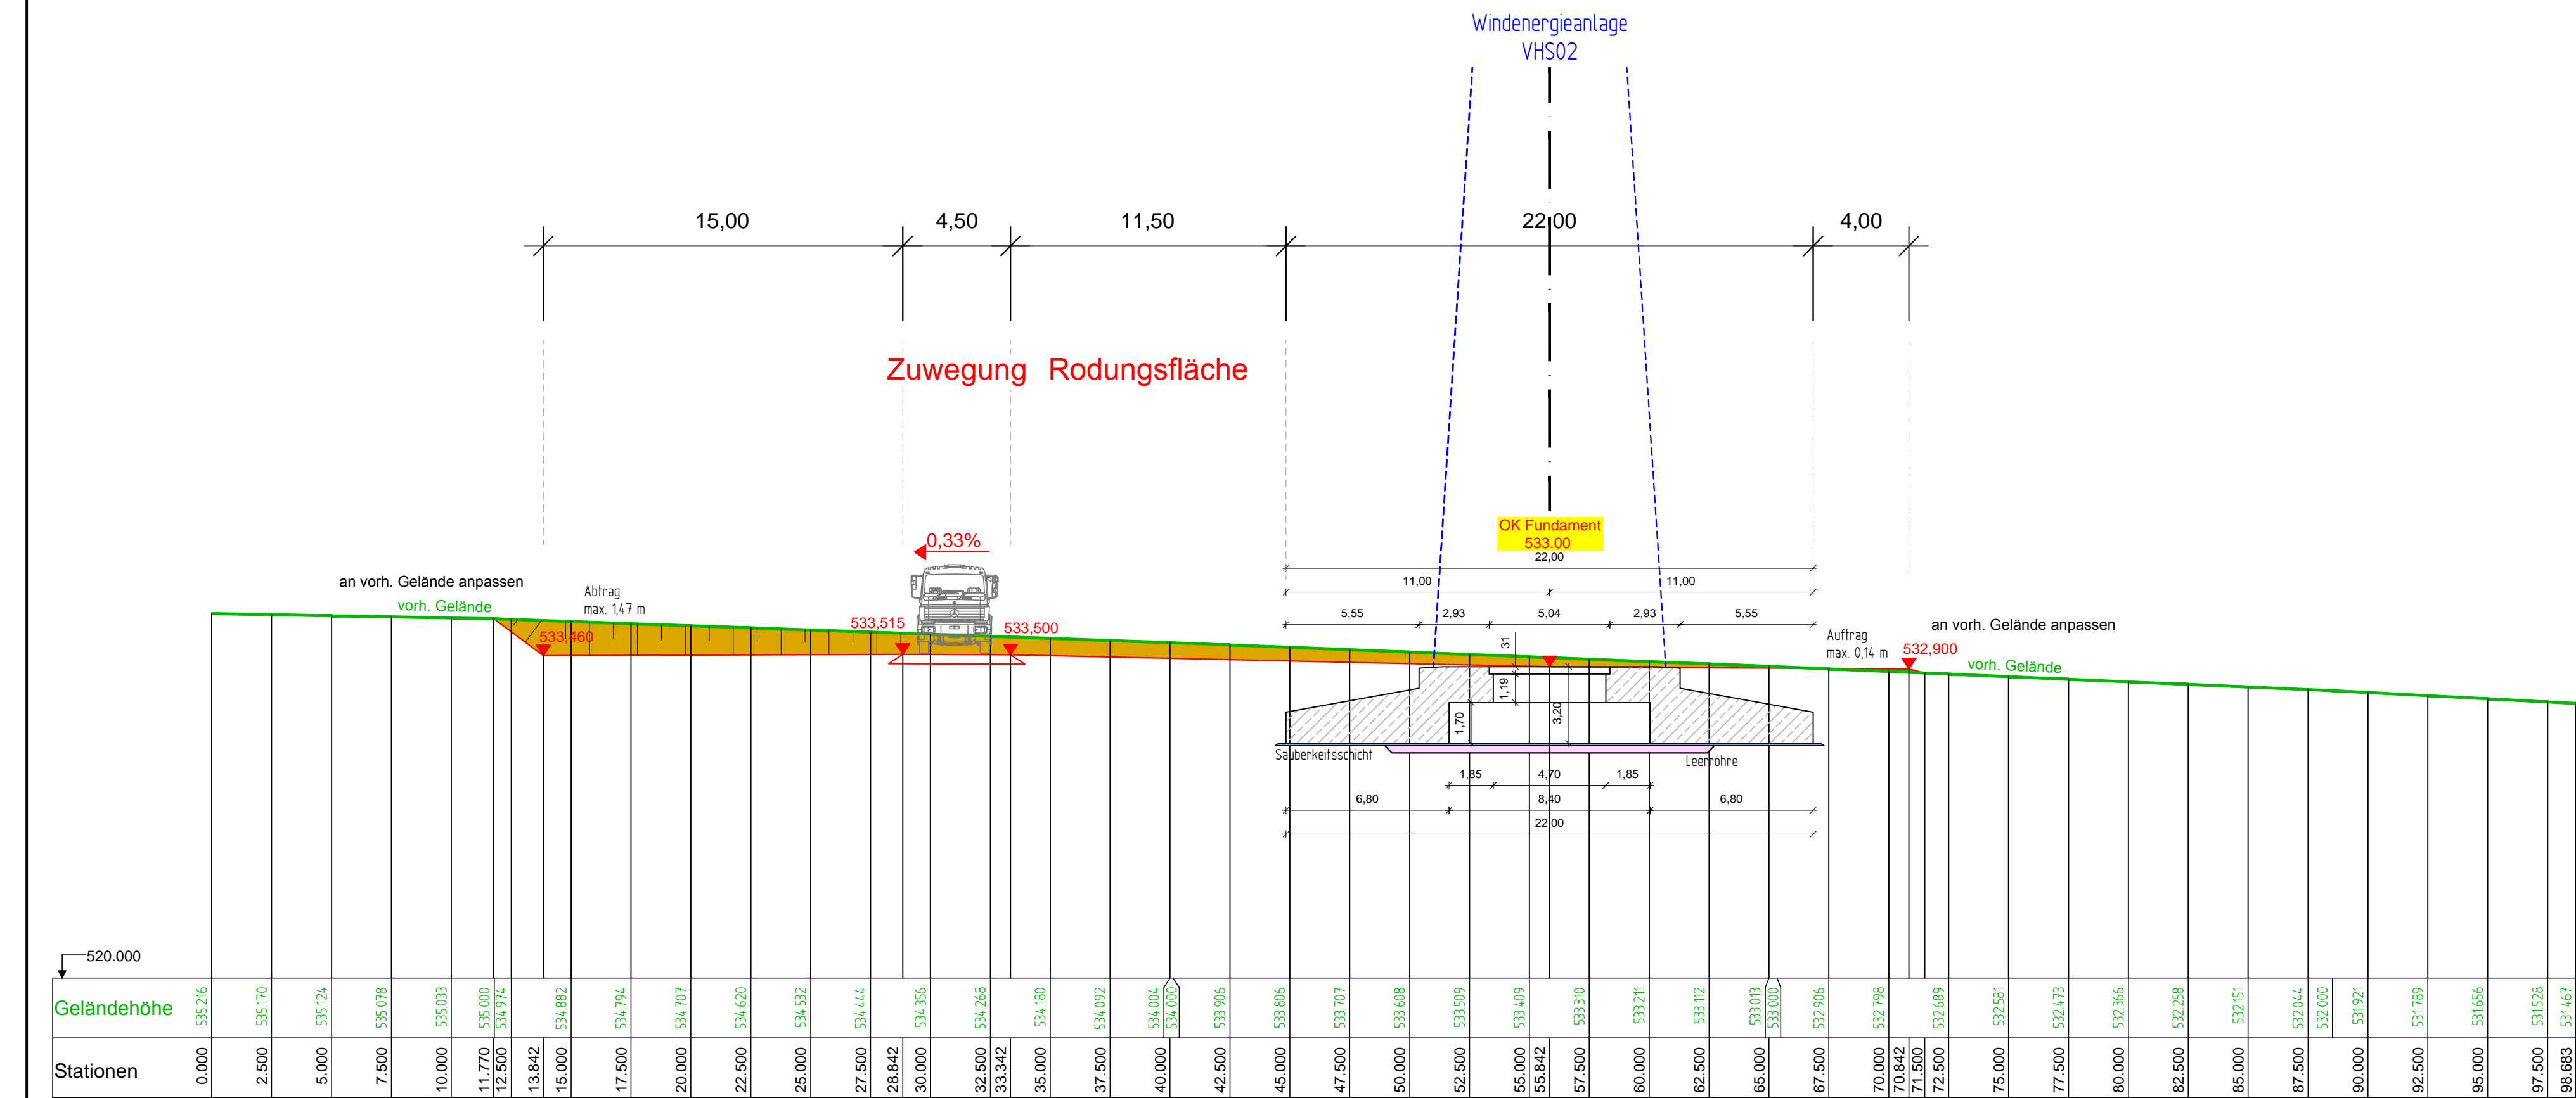 Windenergieanlage
VHS02
15,00 4,50 11,50 22,00 4,00
Zuwegung Rodungsfläche
OK Fundament
533.00
0,33%
22,00
11,00 11,00
an vorh. Gelände anpassen
vorh. Gelände
Abtrag
max. 1,47 m
533,460
533,515
533,500
5,55 2,93 5,04 2,93 5,55
31
1,19
1,70
3,20
Auftrag
max. 0,14 m
an vorh. Gelände anpassen
532,900
vorh. Gelände
Sauberkeitsschicht
Leerrohre
1,85 4,70 1,85
6,80 8,40 6,80
22,00
520.000
Geländehöhe 535.216 535.170 535.124 535.078 535.033 535.000 534.974 534.882 534.794 534.707 534.620 534.532 534.444 534.356 534.268 534.180 534.092 534.004 534.000 533.906 533.806 533.707 533.608 533.509 533.409 533.310 533.211 533.112 533.013 533.000 532.906 532.798 532.689 532.581 532.473 532.366 532.258 532.151 532.044 532.000 531.921 531.789 531.656 531.528 531.467
Stationen 0.000 2.500 5.000 7.500 10.000 11.770 12.500 13.842 15.000 17.500 20.000 22.500 25.000 27.500 28.842 30.000 32.500 33.342 35.000 37.500 40.000 42.500 45.000 47.500 50.000 52.500 55.000 55.842 57.500 60.000 62.500 65.000 67.500 70.000 70.842 71.500 72.500 75.000 77.500 80.000 82.500 85.000 87.500 90.000 92.500 95.000 97.500 98.683